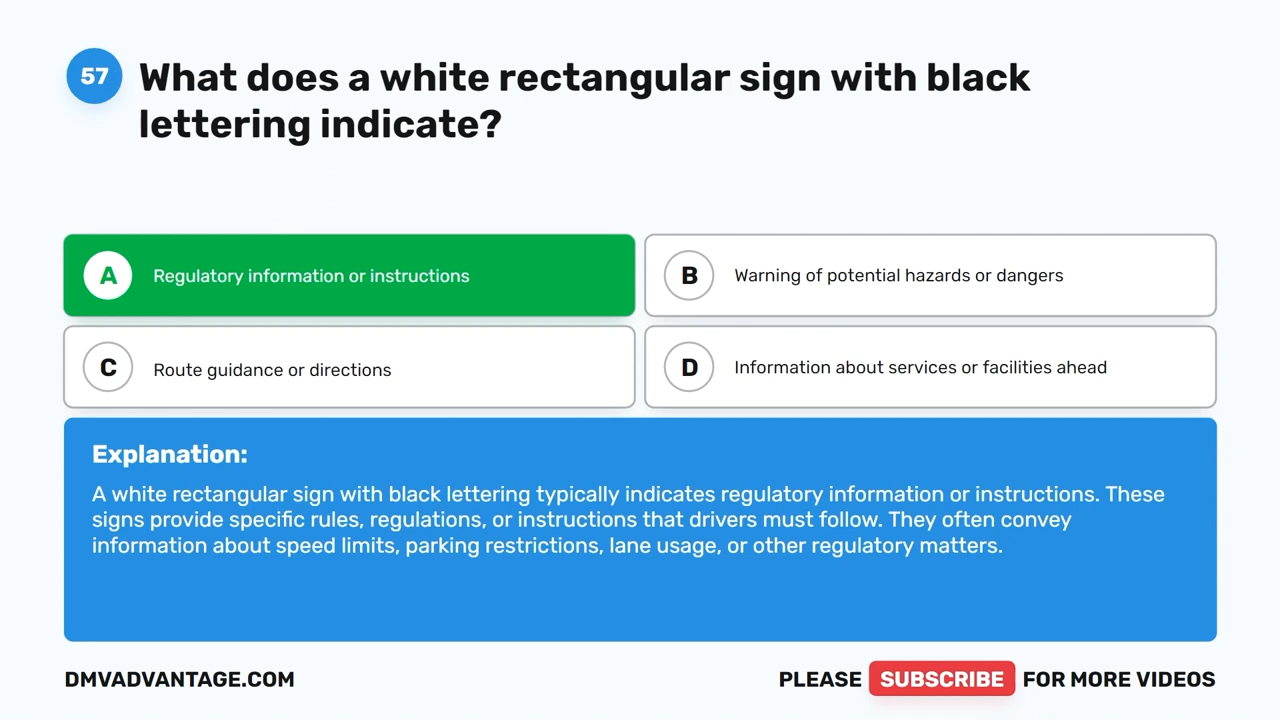 57
What does a white rectangular sign with black
lettering indicate?
A Regulatory information or instructions
B Warning of potential hazards or dangers
C Route guidance or directions
D Information about services or facilities ahead
Explanation:
A white rectangular sign with black lettering typically indicates regulatory information or instructions. These
signs provide specific rules, regulations, or instructions that drivers must follow. They often convey
information about speed limits, parking restrictions, lane usage, or other regulatory matters.
DMVADVANTAGE.COM
PLEASE SUBSCRIBE FOR MORE VIDEOS